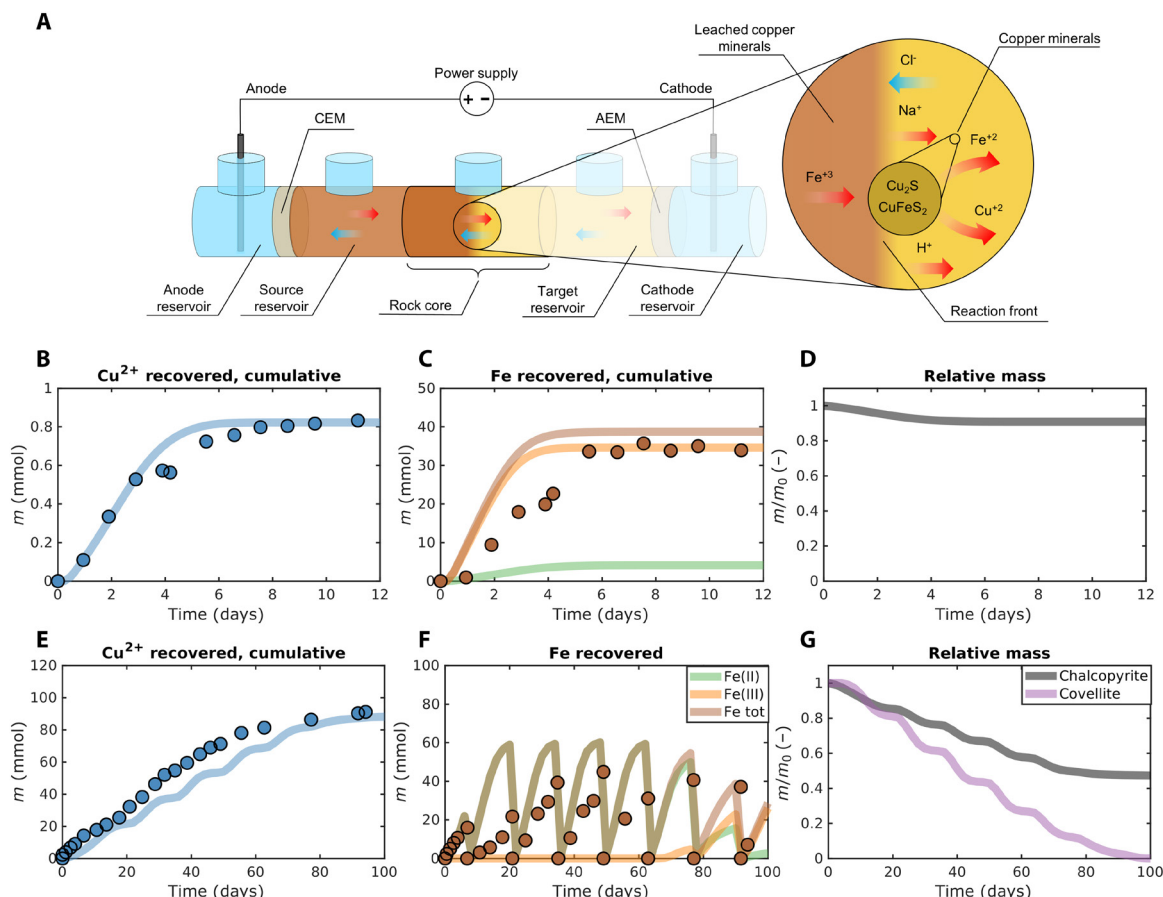 A
Leached copper
minerals
Copper minerals
Power supply
Anode
Cathode
CEM
AEM
Cl-
Na+
Fe+2
Fe+3
Cu2S
CuFeS2
Cu+2
H+
Anode
reservoir
Source
reservoir
Rock core
Target
reservoir
Cathode
reservoir
Reaction front
B
Cu2+ recovered, cumulative
1
0.8
0.6
0.4
0.2
0
m (mmol)
0 2 4 6 8 10 12
Time (days)
C
Fe recovered, cumulative
50
40
30
20
10
0
m (mmol)
0 2 4 6 8 10 12
Time (days)
D
Relative mass
1
0.8
0.6
0.4
0.2
0
m/m0 (-)
0 2 4 6 8 10 12
Time (days)
E
Cu2+ recovered, cumulative
120
100
80
60
40
20
0
m (mmol)
0 20 40 60 80 100
Time (days)
F
Fe recovered
Fe(II)
Fe(III)
Fe tot
100
80
60
40
20
0
m (mmol)
0 20 40 60 80 100
Time (days)
G
Relative mass
Chalcopyrite
Covellite
1
0.8
0.6
0.4
0.2
0
m/m0 (-)
0 20 40 60 80 100
Time (days)